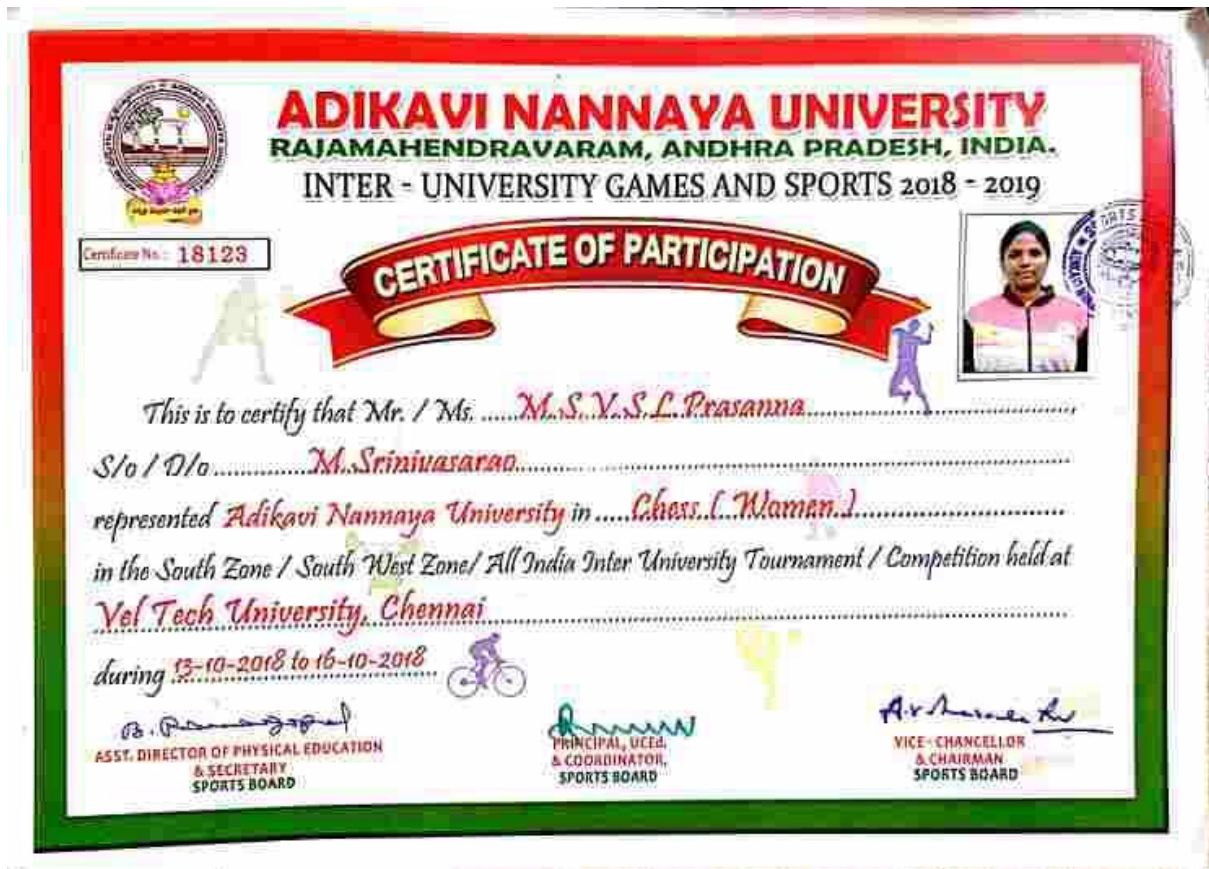 ADIKAVI NANNAYA UNIVERSITY
RAJAMAHENDRAVARAM, ANDHRA PRADESH, INDIA.
INTER - UNIVERSITY GAMES AND SPORTS 2018 - 2019
Certificate No.: 18123
CERTIFICATE OF PARTICIPATION
SPORTS
This is to certify that Mr. / Ms. M. S. V. S. L. Prasanna
S/o / D/o M. Srinivasarao
represented Adikavi Nannaya University in Chess ( Women )
in the South Zone / South West Zone/ All India Inter University Tournament / Competition held at
Vel Tech University, Chennai
during 13-10-2018 to 16-10-2018
ASST. DIRECTOR OF PHYSICAL EDUCATION
& SECRETARY
SPORTS BOARD
PRINCIPAL, UCEd.
& COORDINATOR,
SPORTS BOARD
VICE - CHANCELLOR
& CHAIRMAN
SPORTS BOARD